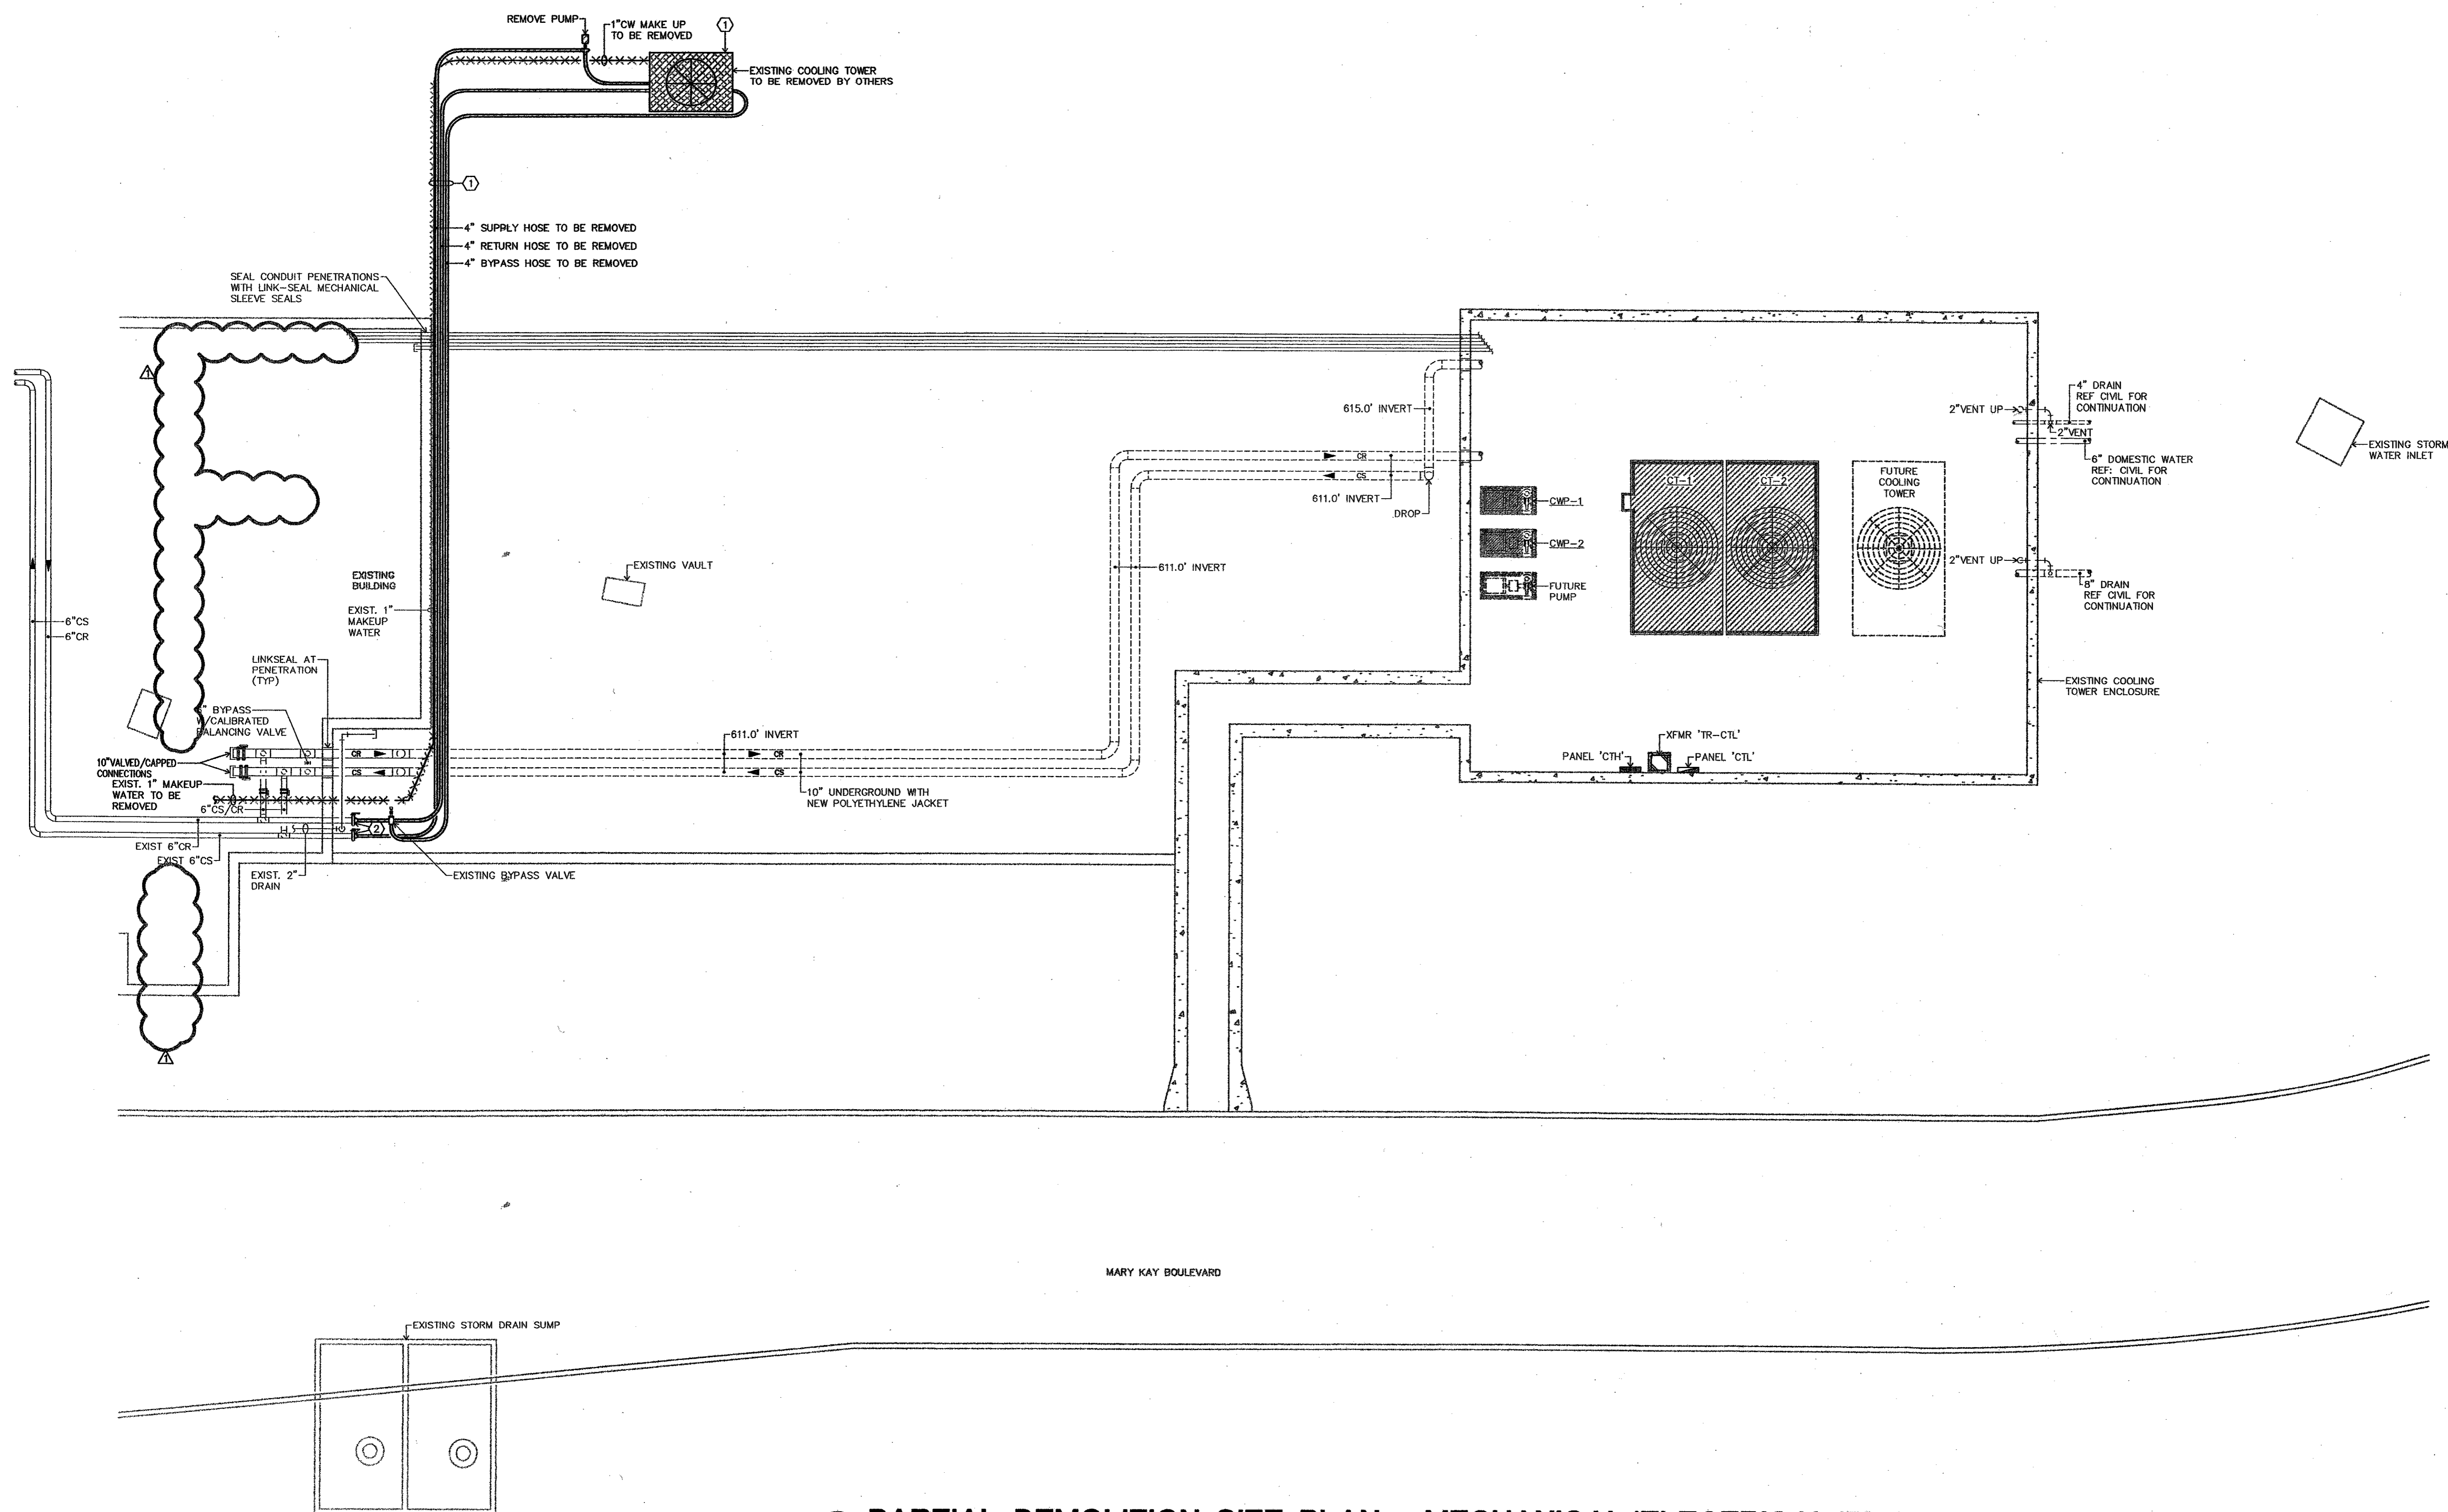 REMOVE PUMP
1"CW MAKE UP
TO BE REMOVED
1
EXISTING COOLING TOWER
TO BE REMOVED BY OTHERS
1
4" SUPPLY HOSE TO BE REMOVED
4" RETURN HOSE TO BE REMOVED
4" BYPASS HOSE TO BE REMOVED
SEAL CONDUIT PENETRATIONS
WITH LINK-SEAL MECHANICAL
SLEEVE SEALS
1
615.0' INVERT
CR
CS
611.0' INVERT
DROP
CWP-1
CWP-2
FUTURE
PUMP
CT-1
CT-2
FUTURE
COOLING
TOWER
2"VENT UP
4" DRAIN
REF CIVIL FOR
CONTINUATION
2"VENT
6" DOMESTIC WATER
REF: CIVIL FOR
CONTINUATION
EXISTING STORM
WATER INLET
2"VENT UP
8" DRAIN
REF CIVIL FOR
CONTINUATION
EXISTING VAULT
611.0' INVERT
EXISTING
BUILDING
EXIST. 1"
MAKEUP
WATER
6"CS
6"CR
LINKSEAL AT
PENETRATION
(TYP)
EXISTING COOLING
TOWER ENCLOSURE
" BYPASS
W/CALIBRATED
BALANCING VALVE
611.0' INVERT
XFMR 'TR-CTL'
PANEL 'CTH'
PANEL 'CTL'
CR
CS
CR
CS
10"VALVED/CAPPED
CONNECTIONS
EXIST. 1" MAKEUP
WATER TO BE
REMOVED
6"CS/CR
10" UNDERGROUND WITH
NEW POLYETHYLENE JACKET
2
EXIST 6"CR
EXIST 6"CS
EXIST. 2"
DRAIN
EXISTING BYPASS VALVE
1
MARY KAY BOULEVARD
EXISTING STORM DRAIN SUMP
PARTIAL DEMOLITION SITE PLAN - MECHANICAL/ELECTRICAL